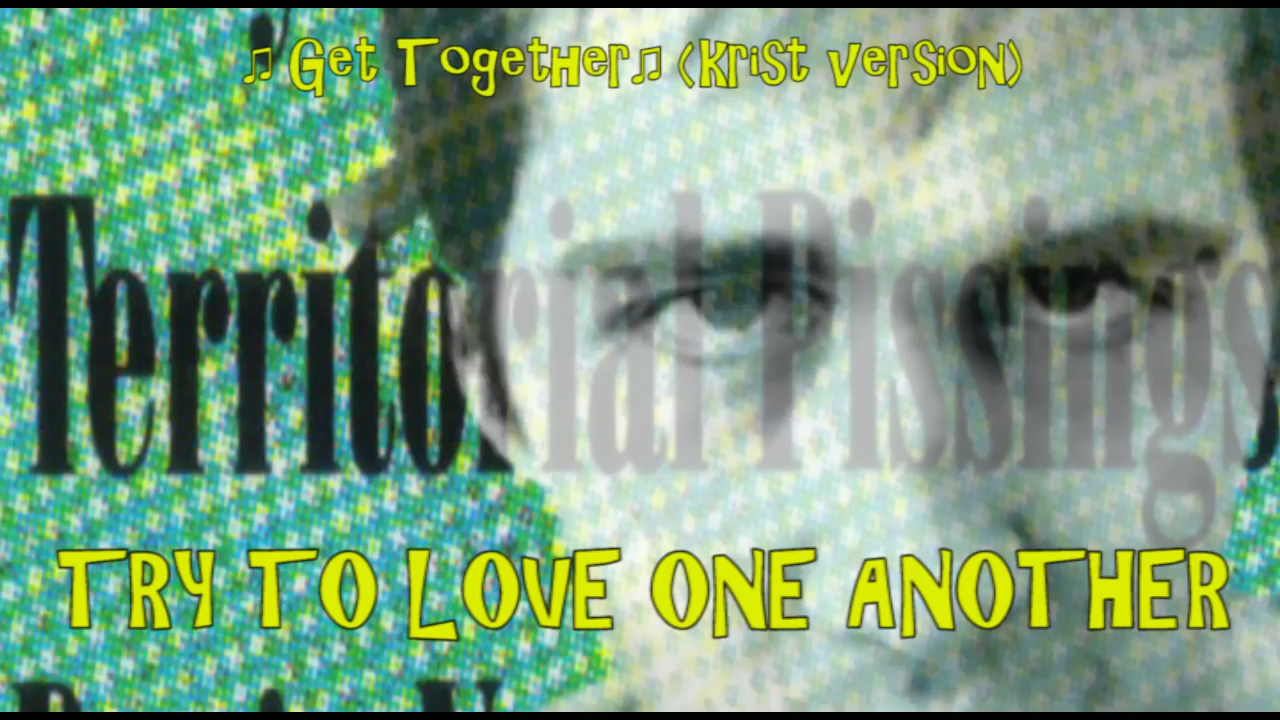 ♫ Get Together♫ (Krist version)
Territorial Pissings
TRY TO LOVE ONE ANOTHER